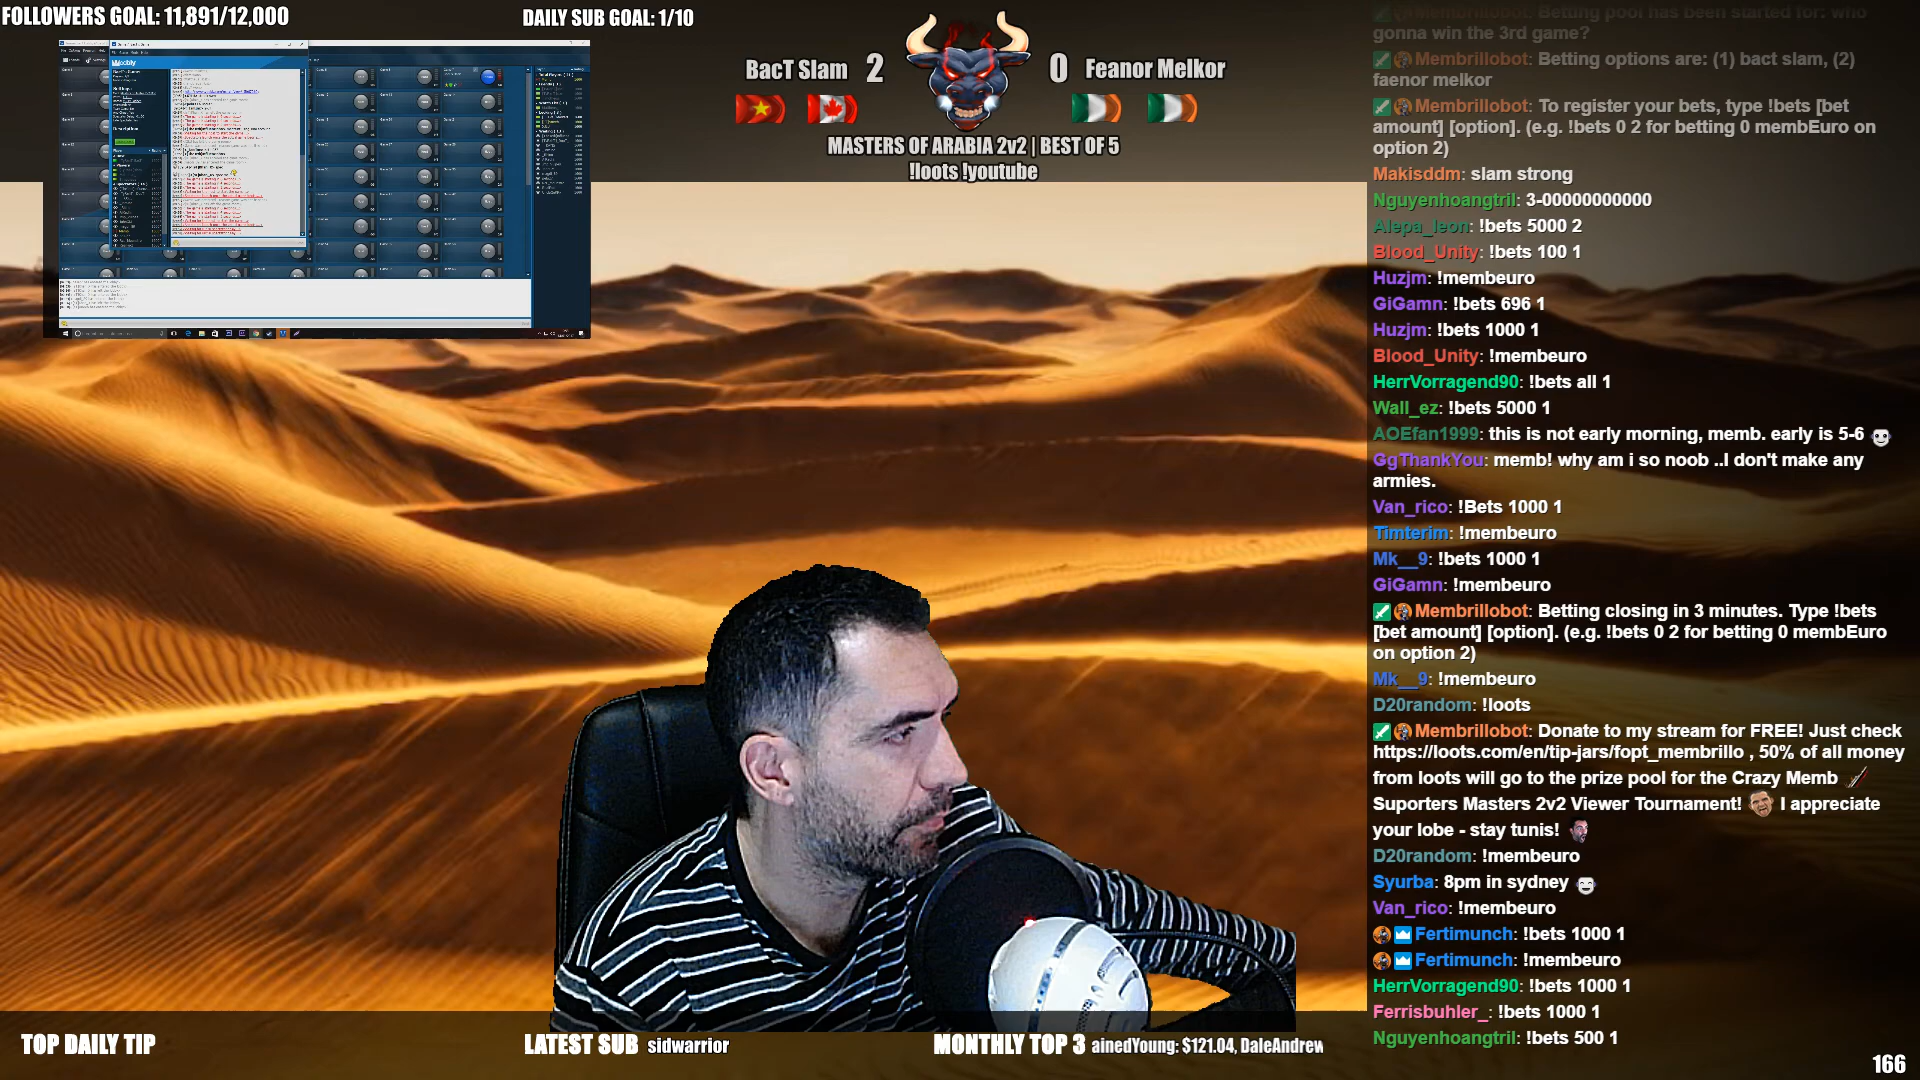 FOLLOWERS GOAL: 11,891/12,000
DAILY SUB GOAL: 1/10
BacT Slam 2
0 Feanor Melkor
MASTERS OF ARABIA 2v2 | BEST OF 5
!loots !youtube
Membrillobot: Betting pool has been started for: who
gonna win the 3rd game?
Membrillobot: Betting options are: (1) bact slam, (2)
faenor melkor
Membrillobot: To register your bets, type !bets [bet
amount] [option]. (e.g. !bets 0 2 for betting 0 membEuro on
option 2)
Makisddm: slam strong
Nguyenhoangtril: 3-00000000000
Alepa_leon: !bets 5000 2
Blood_Unity: !bets 100 1
Huzjm: !membeuro
GiGamn: !bets 696 1
Huzjm: !bets 1000 1
Blood_Unity: !membeuro
HerrVorragend90: !bets all 1
Wall_ez: !bets 5000 1
AOEfan1999: this is not early morning, memb. early is 5-6
GgThankYou: memb! why am i so noob ..I don't make any
armies.
Van_rico: !Bets 1000 1
Timterim: !membeuro
Mk__9: !bets 1000 1
GiGamn: !membeuro
Membrillobot: Betting closing in 3 minutes. Type !bets
[bet amount] [option]. (e.g. !bets 0 2 for betting 0 membEuro
on option 2)
Mk__9: !membeuro
D20random: !loots
Membrillobot: Donate to my stream for FREE! Just check
https://loots.com/en/tip-jars/fopt_membrillo , 50% of all money
from loots will go to the prize pool for the Crazy Memb
Suporters Masters 2v2 Viewer Tournament! I appreciate
your lobe - stay tunis!
D20random: !membeuro
Syurba: 8pm in sydney
Van_rico: !membeuro
Fertimunch: !bets 1000 1
Fertimunch: !membeuro
HerrVorragend90: !bets 1000 1
Ferrisbuhler_: !bets 1000 1
Nguyenhoangtril: !bets 500 1
TOP DAILY TIP
LATEST SUB sidwarrior
MONTHLY TOP 3 ainedYoung: $121.04, DaleAndrew
166